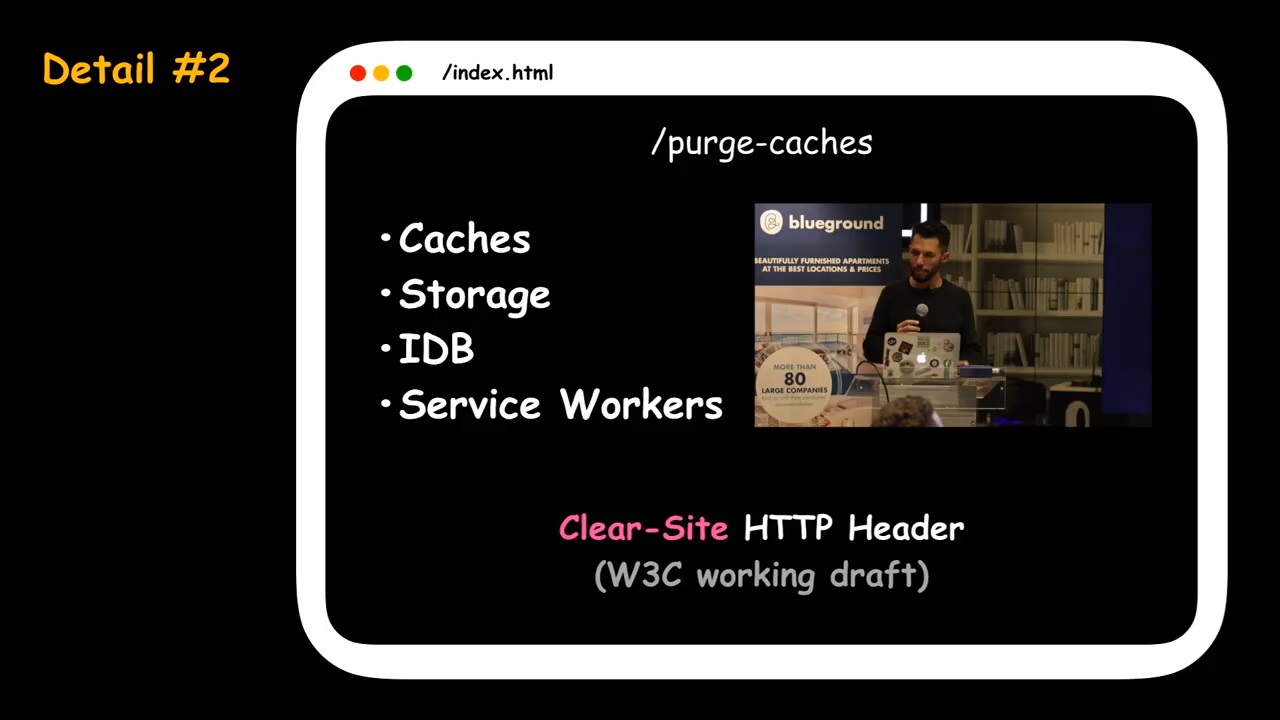 Detail #2
/index.html
/purge-caches
• Caches
• Storage
• IDB
• Service Workers
blueground
BEAUTIFULLY FURNISHED APARTMENTS
AT THE BEST LOCATIONS & PRICES
MORE THAN
80
LARGE COMPANIES
Clear-Site HTTP Header
(W3C working draft)